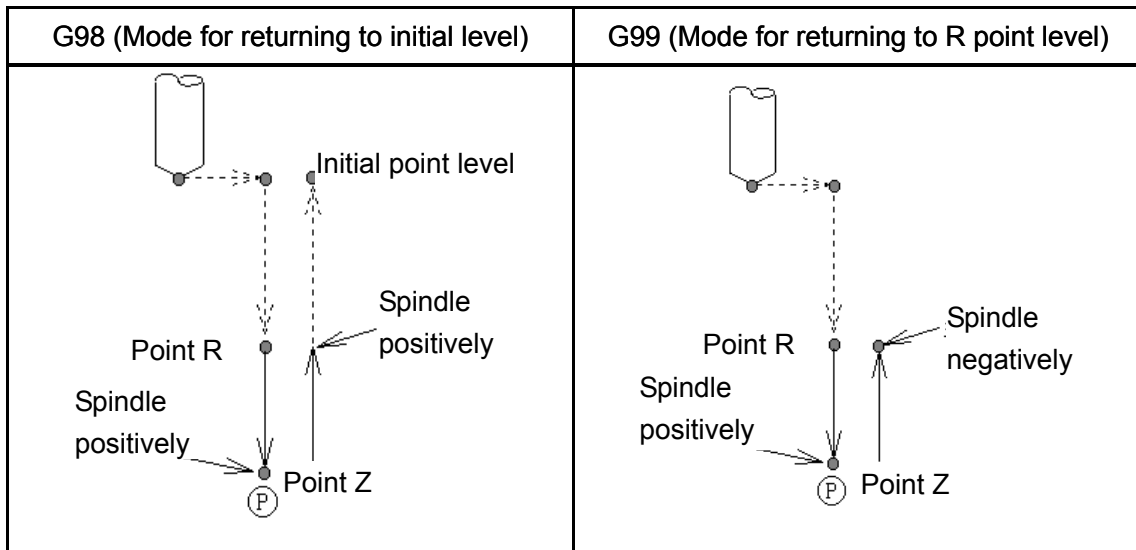 G98 (Mode for returning to initial level)
G99 (Mode for returning to R point level)
Initial point level
Spindle
positively
Point R
Spindle
positively
Point Z
P
Spindle
negatively
Point R
Spindle
positively
Point Z
P